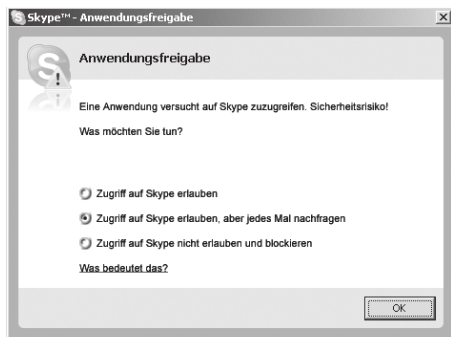 Skype™ - Anwendungsfreigabe
Anwendungsfreigabe
Eine Anwendung versucht auf Skype zuzugreifen. Sicherheitsrisiko!
Was möchten Sie tun?
Zugriff auf Skype erlauben
Zugriff auf Skype erlauben, aber jedes Mal nachfragen
Zugriff auf Skype nicht erlauben und blockieren
Was bedeutet das?
OK